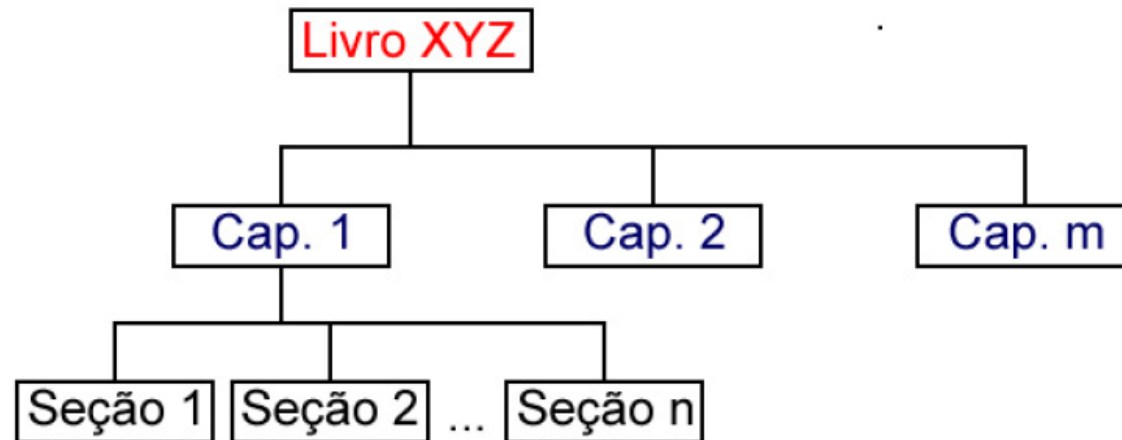 Livro XYZ
Cap. 1 Cap. 2 Cap. m
Seção 1 Seção 2 ... Seção n